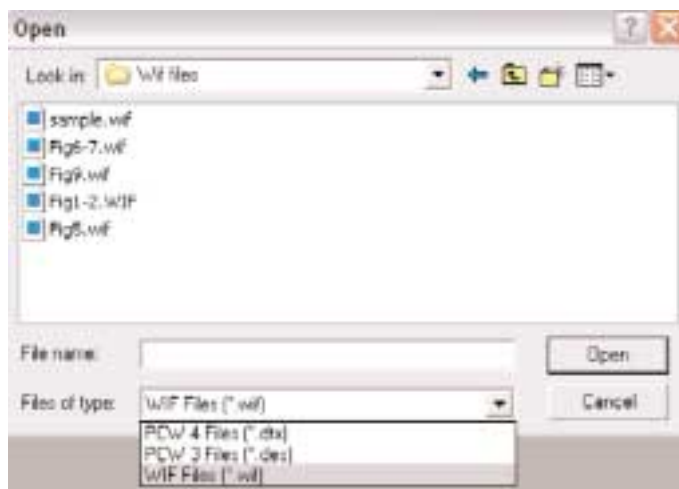 Open
Look in: Wif files
sample.wif
Fig6-7.wif
Fig9.wif
Fig1-2.WIF
Fig5.wif
File name:
Open
Files of type: WIF Files (*.wif)
Cancel
PCW 4 Files (*.dtx)
PCW 3 Files (*.des)
WIF Files (*.wif)